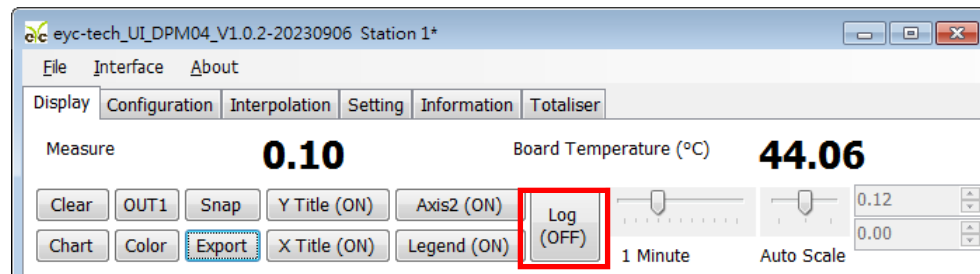 eyc-tech_UI_DPM04_V1.0.2-20230906 Station 1*
File Interface About
Display Configuration Interpolation Setting Information Totaliser
Measure 0.10 Board Temperature (°C) 44.06
Clear OUT1 Snap Y Title (ON) Axis2 (ON) Log (OFF) 0.12
Chart Color Export X Title (ON) Legend (ON) 1 Minute Auto Scale 0.00